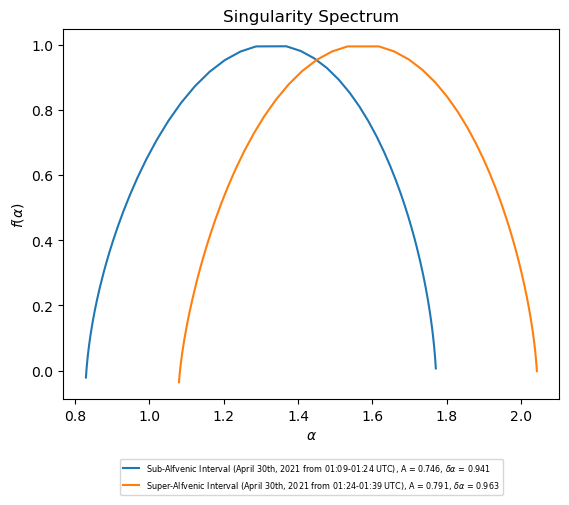 Singularity Spectrum
1.0
0.8
0.6
0.4
0.2
0.0
f(α)
0.8 1.0 1.2 1.4 1.6 1.8 2.0
α
Sub-Alfvenic Interval (April 30th, 2021 from 01:09-01:24 UTC), A = 0.746, δα = 0.941
Super-Alfvenic Interval (April 30th, 2021 from 01:24-01:39 UTC), A = 0.791, δα = 0.963